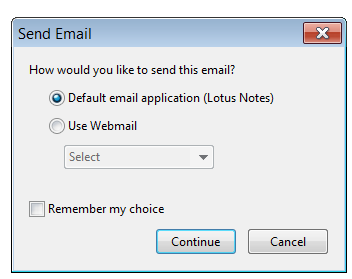 Send Email
How would you like to send this email?
Default email application (Lotus Notes)
Use Webmail
Select
Remember my choice
Continue Cancel